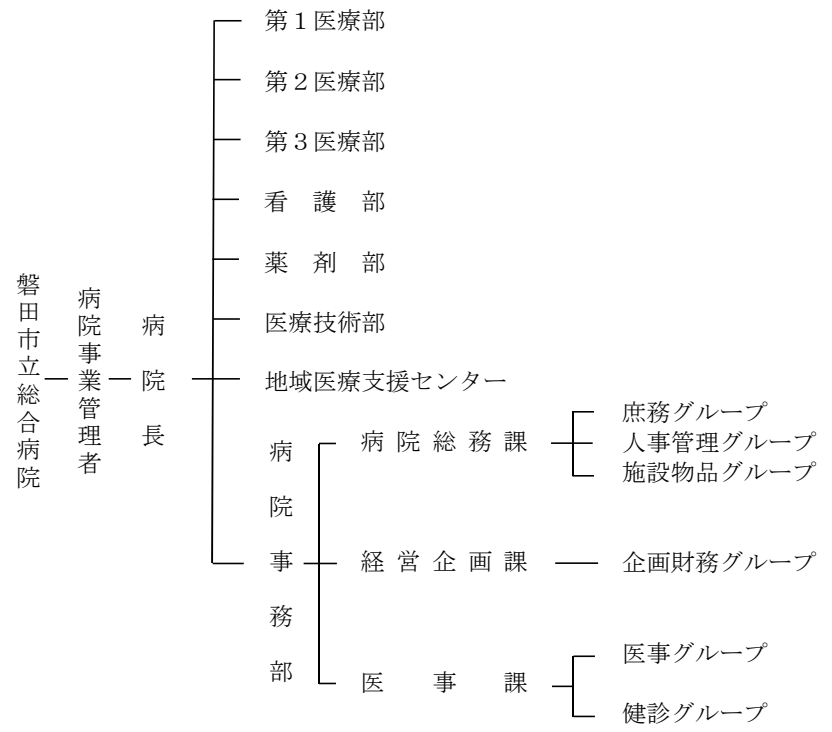 磐田市立総合病院
病院事業管理者
病院長
第１医療部
第２医療部
第３医療部
看護部
薬剤部
医療技術部
地域医療支援センター
病院事務部
病院総務課
庶務グループ
人事管理グループ
施設物品グループ
経営企画課
企画財務グループ
医事課
医事グループ
健診グループ